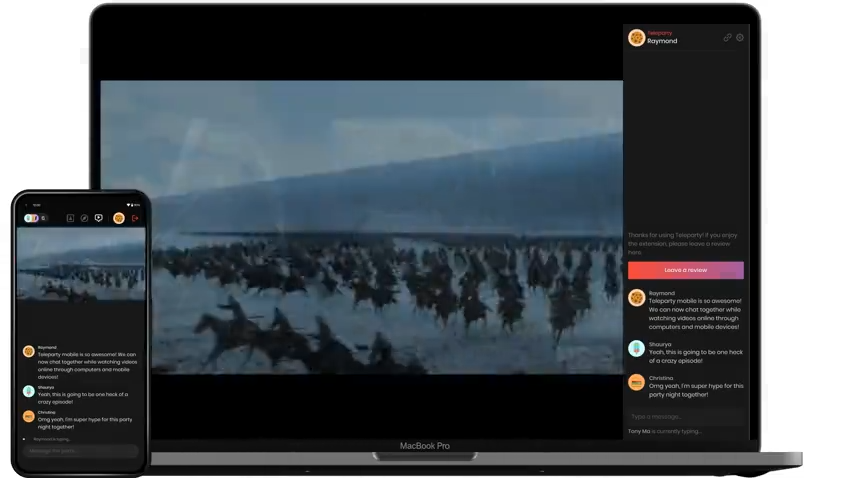 Teleparty
Raymond
Thanks for using Teleparty! If you enjoy
the extension, please leave a review
here.
Leave a review
Raymond
Teleparty mobile is so awesome!
We can now chat together while
watching videos online through
computers and mobile devices!
Shaurya
Yeah, this is going to be one heck
of a crazy episode!
Christina
Omg yeah, I'm super hype for this
party night together!
Type a message...
Tony Ma is currently typing...
MacBook Pro
Raymond
Teleparty mobile is so awesome! We can
now chat together while watching videos
online through computers and mobile
devices!
Shaurya
Yeah, this is going to be one heck of a
crazy episode!
Christina
Omg yeah, I'm super hype for this party
night together!
Raymond is typing...
Message the party...